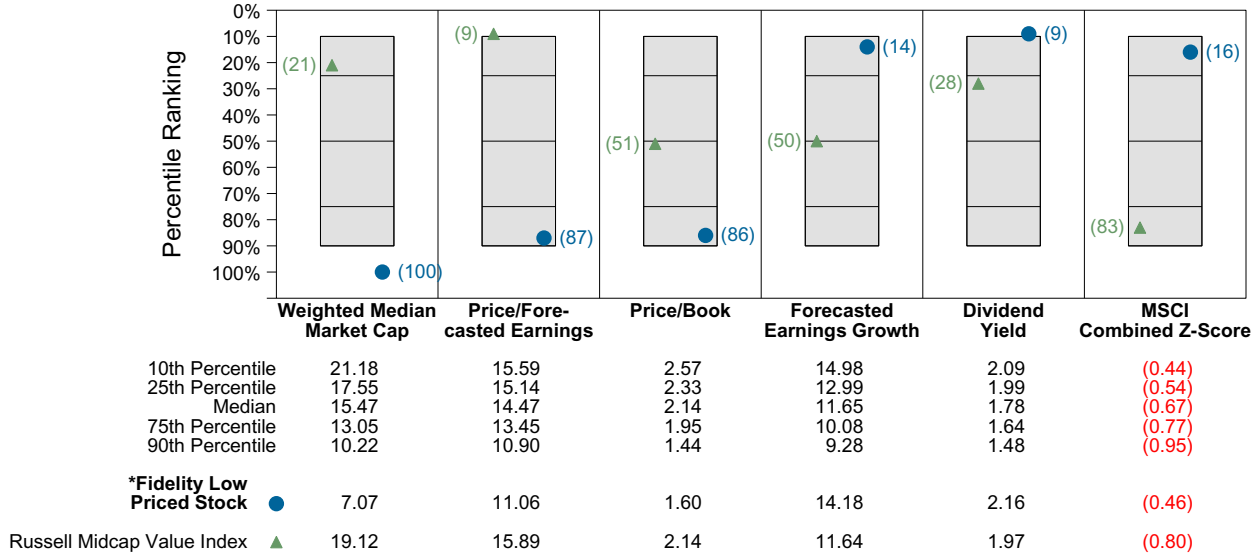 0%
10%
20%
30%
40%
50%
60%
70%
80%
90%
100%
Percentile Ranking
(21)
(100)
(9)
(87)
(51)
(86)
(50)
(14)
(28)
(9)
(83)
(16)
Weighted Median
Market Cap
Price/Fore-
casted Earnings
Price/Book
Forecasted
Earnings Growth
Dividend
Yield
MSCI
Combined Z-Score
10th Percentile 21.18 15.59 2.57 14.98 2.09 (0.44)
25th Percentile 17.55 15.14 2.33 12.99 1.99 (0.54)
Median 15.47 14.47 2.14 11.65 1.78 (0.67)
75th Percentile 13.05 13.45 1.95 10.08 1.64 (0.77)
90th Percentile 10.22 10.90 1.44 9.28 1.48 (0.95)
*Fidelity Low
Priced Stock 7.07 11.06 1.60 14.18 2.16 (0.46)
Russell Midcap Value Index 19.12 15.89 2.14 11.64 1.97 (0.80)